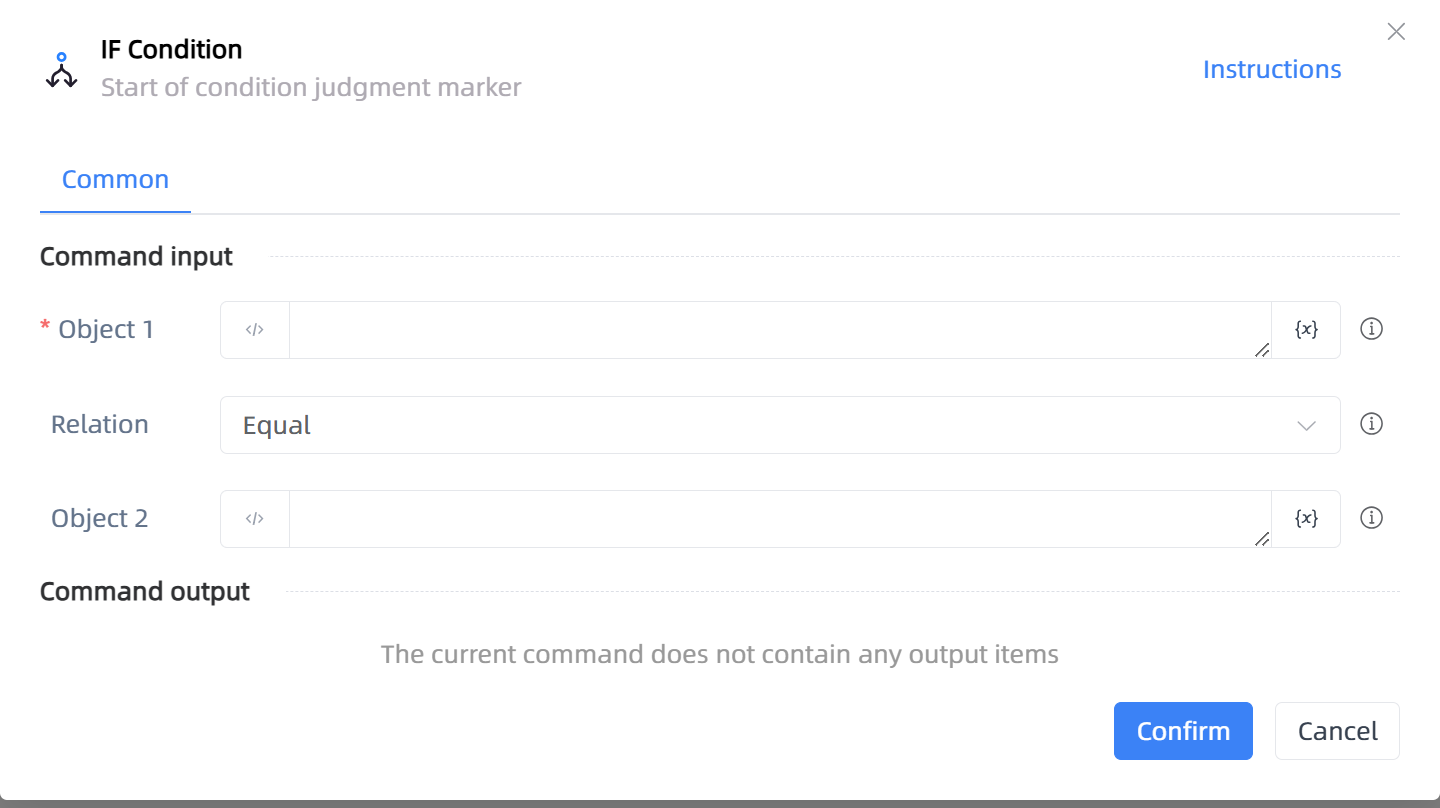 IF Condition
Start of condition judgment marker
Instructions
Common
Command input
* Object 1
</>
{x}
Relation
Equal
Object 2
</>
{x}
Command output
The current command does not contain any output items
Confirm
Cancel